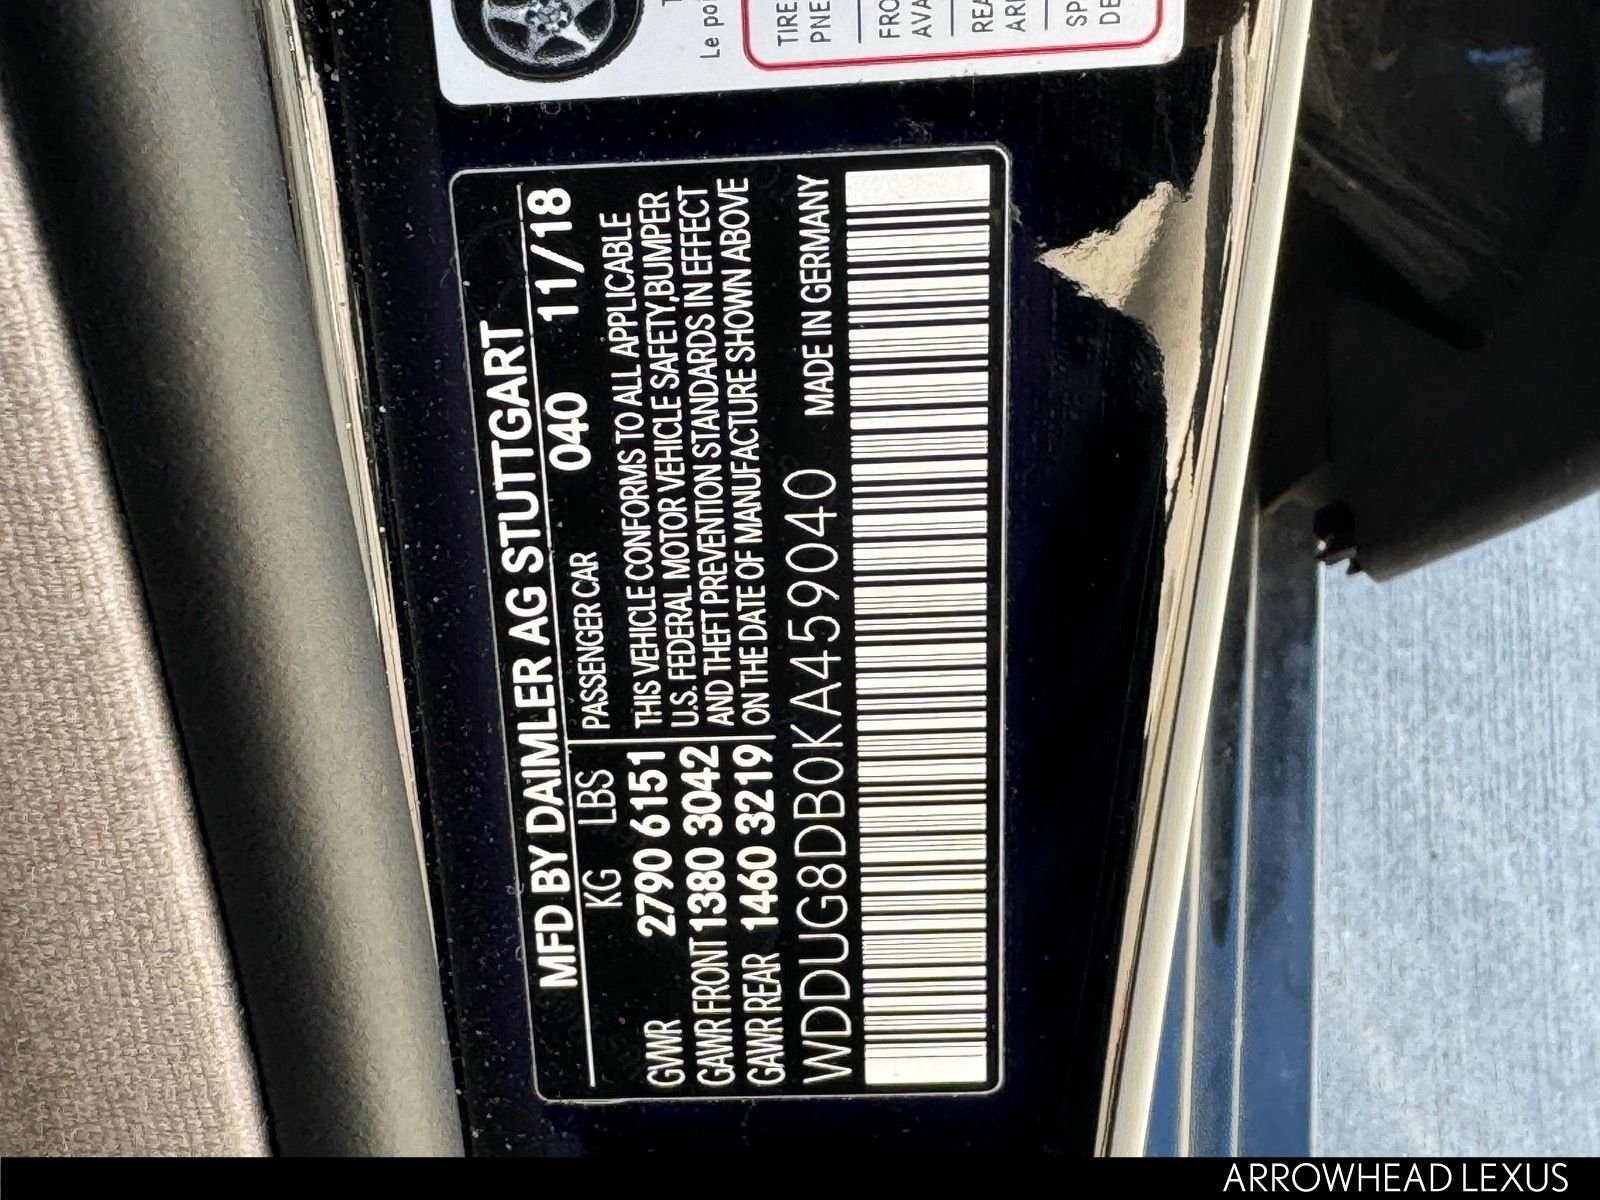 MFD BY DAIMLER AG STUTTGART
KG LBS 040 11/18
PASSENGER CAR
GVWR 2790 6151
GAWR FRONT 1380 3042
GAWR REAR 1460 3219
THIS VEHICLE CONFORMS TO ALL APPLICABLE
U.S. FEDERAL MOTOR VEHICLE SAFETY,BUMPER
AND THEFT PREVENTION STANDARDS IN EFFECT
ON THE DATE OF MANUFACTURE SHOWN ABOVE
WDDUG8DB0KA459040 MADE IN GERMANY
Le
TIRE
ARROWHEAD LEXUS